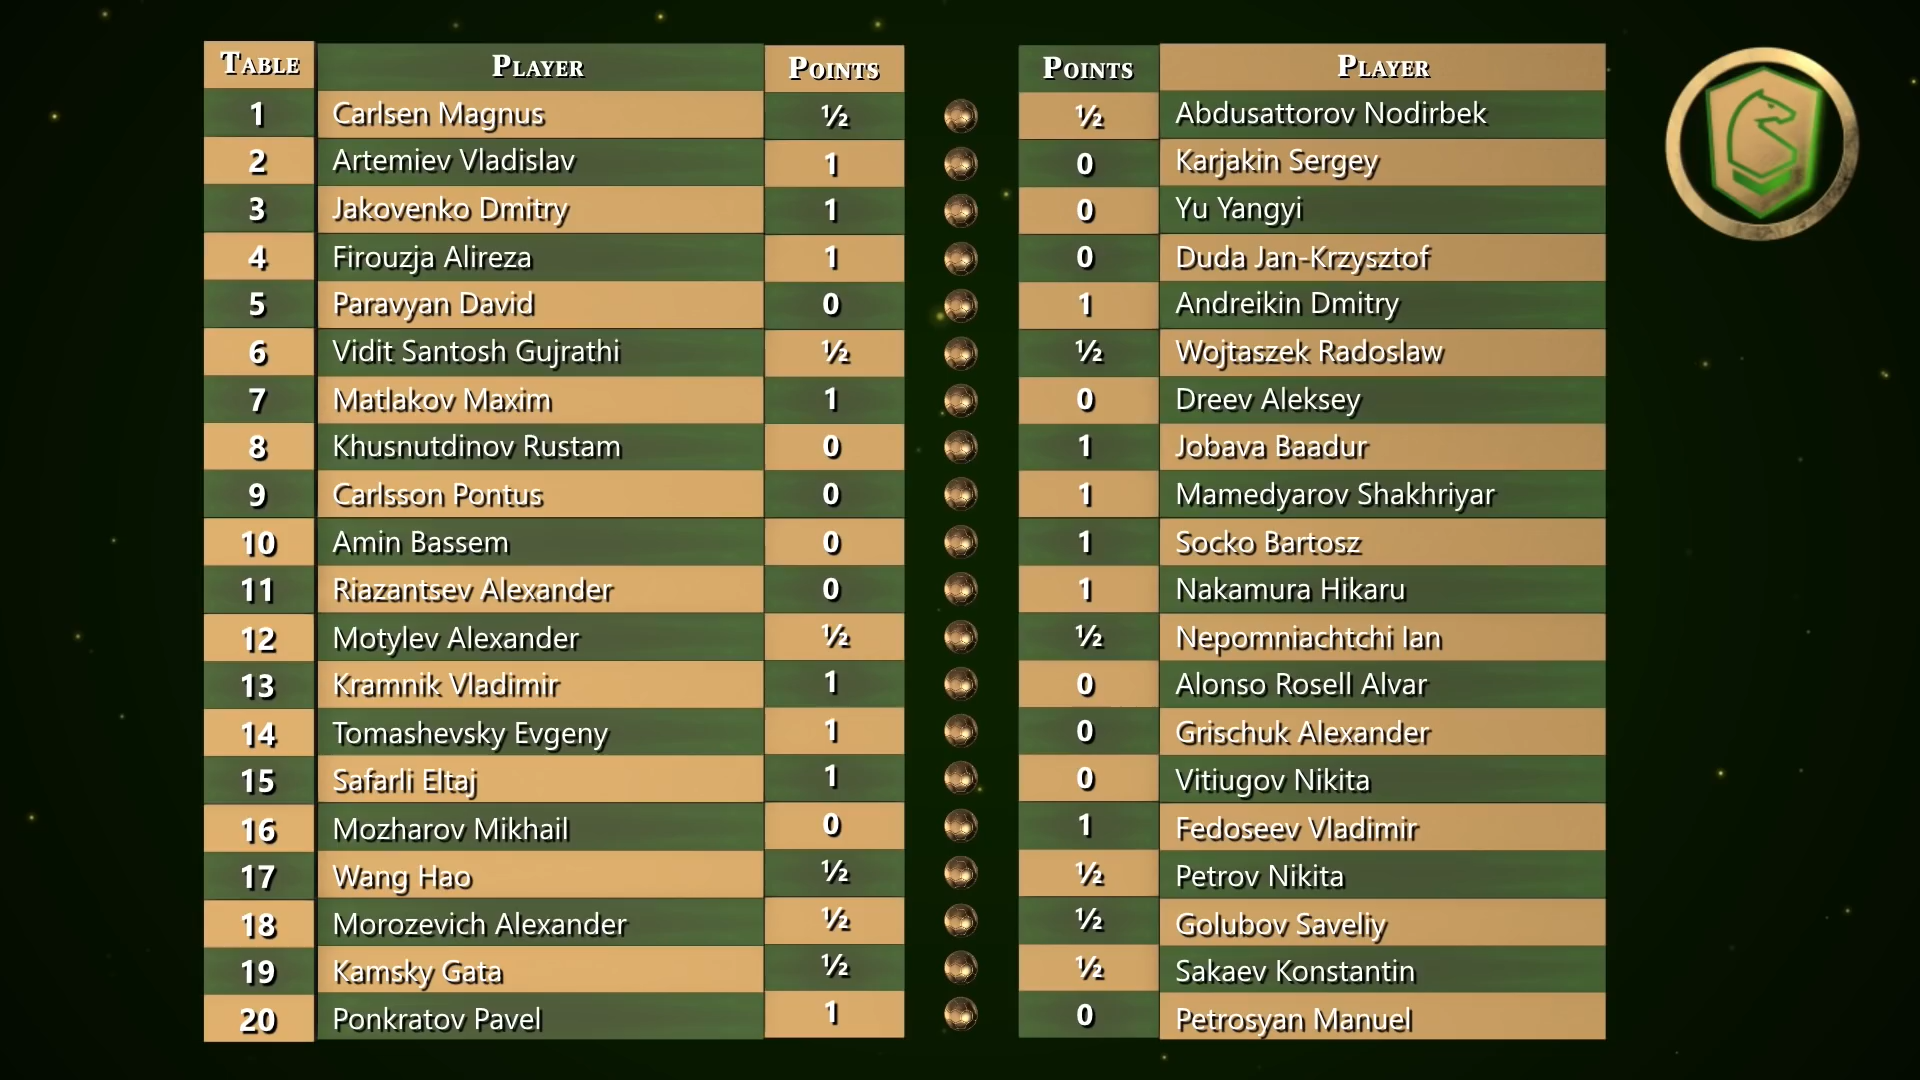 Table Player Points Points Player
1 Carlsen Magnus ½ ½ Abdusattorov Nodirbek
2 Artemiev Vladislav 1 0 Karjakin Sergey
3 Jakovenko Dmitry 1 0 Yu Yangyi
4 Firouzja Alireza 1 0 Duda Jan-Krzysztof
5 Paravyan David 0 1 Andreikin Dmitry
6 Vidit Santosh Gujrathi ½ ½ Wojtaszek Radoslaw
7 Matlakov Maxim 1 0 Dreev Aleksey
8 Khusnutdinov Rustam 0 1 Jobava Baadur
9 Carlsson Pontus 0 1 Mamedyarov Shakhriyar
10 Amin Bassem 0 1 Socko Bartosz
11 Riazantsev Alexander 0 1 Nakamura Hikaru
12 Motylev Alexander ½ ½ Nepomniachtchi Ian
13 Kramnik Vladimir 1 0 Alonso Rosell Alvar
14 Tomashevsky Evgeny 1 0 Grischuk Alexander
15 Safarli Eltaj 1 0 Vitiugov Nikita
16 Mozharov Mikhail 0 1 Fedoseev Vladimir
17 Wang Hao ½ ½ Petrov Nikita
18 Morozevich Alexander ½ ½ Golubov Saveliy
19 Kamsky Gata ½ ½ Sakaev Konstantin
20 Ponkratov Pavel 1 0 Petrosyan Manuel